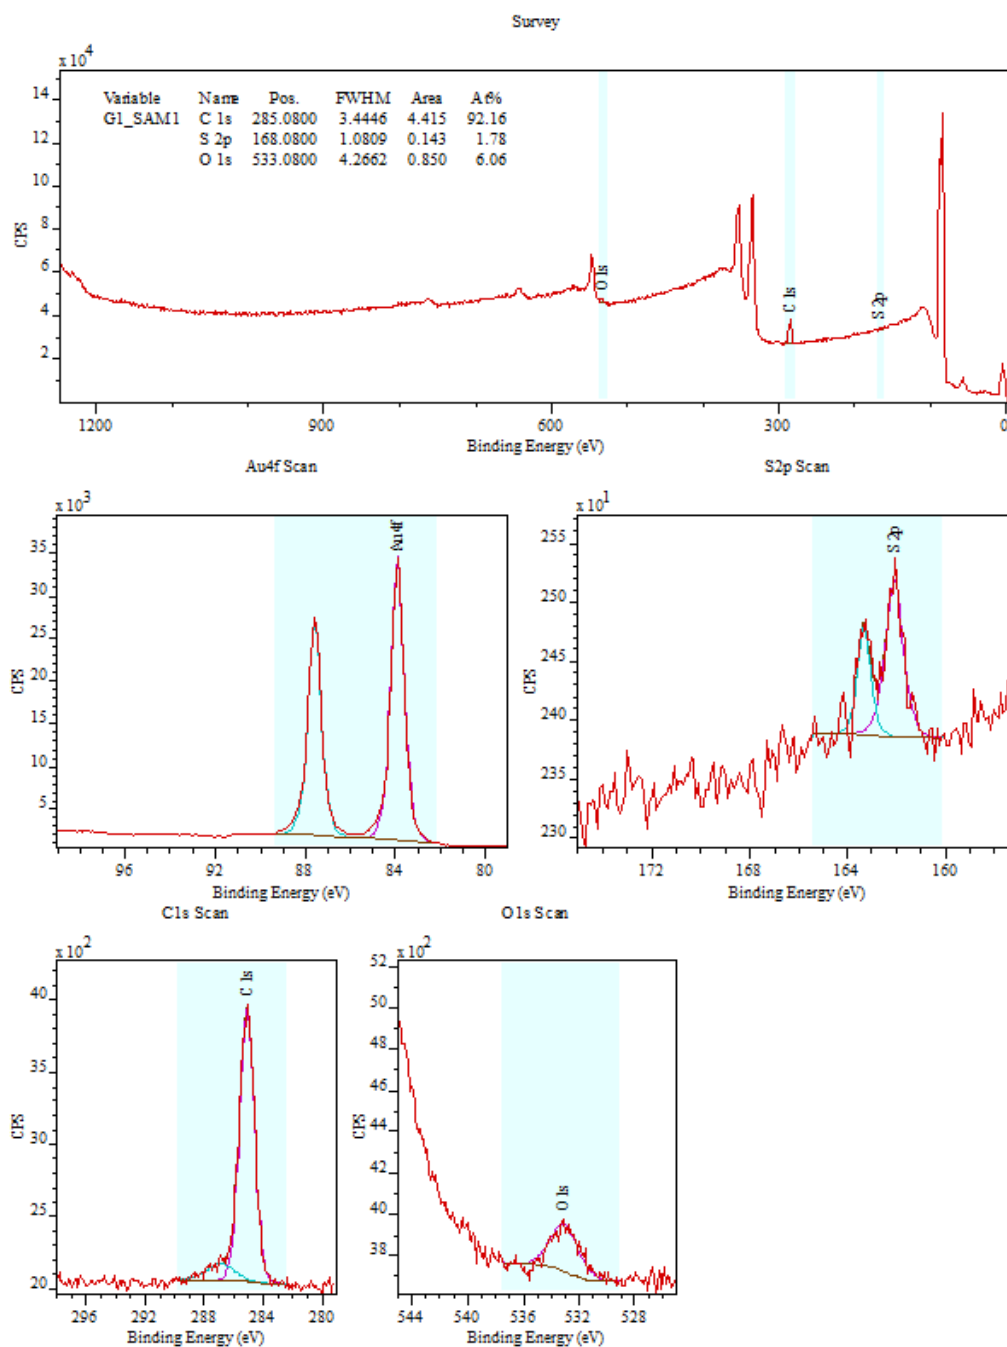 Survey
x 10^4
Variable Name Pos. FWHM Area At%
G1_SAM1 C 1s 285.0800 3.4446 4.415 92.16
S 2p 168.0800 1.0809 0.143 1.78
O 1s 533.0800 4.2662 0.850 6.06
14
12
10
8
6
4
2
CPS
O 1s
C 1s
S 2p
1200 900 600 300 0
Binding Energy (eV)
Au4f Scan
x 10^3
35
30
25
20
15
10
5
CPS
Au4f
96 92 88 84 80
Binding Energy (eV)
S2p Scan
x 10^1
255
250
245
240
235
230
CPS
S 2p
172 168 164 160
Binding Energy (eV)
C1s Scan
x 10^2
40
35
30
25
20
CPS
C 1s
296 292 288 284 280
Binding Energy (eV)
O1s Scan
x 10^2
52
50
48
46
44
42
40
38
CPS
O 1s
544 540 536 532 528
Binding Energy (eV)